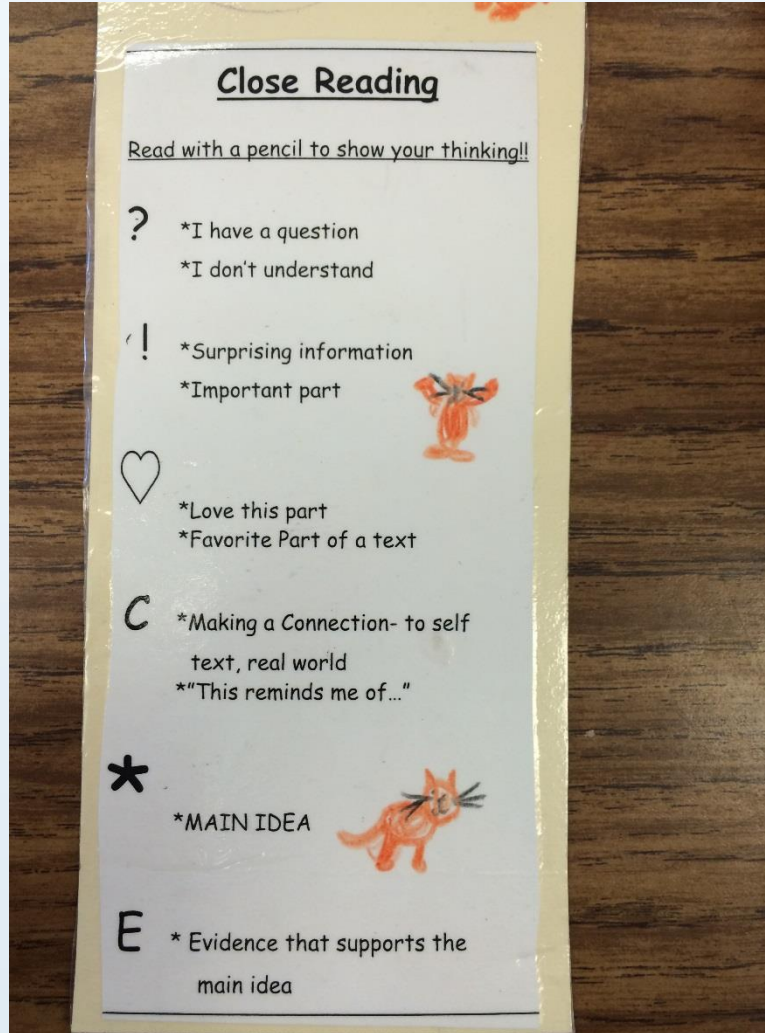 Close Reading
Read with a pencil to show your thinking!!
? *I have a question
*I don't understand
! *Surprising information
*Important part
♡
*Love this part
*Favorite Part of a text
C *Making a Connection- to self
text, real world
*"This reminds me of…"
*
*MAIN IDEA
E * Evidence that supports the
main idea